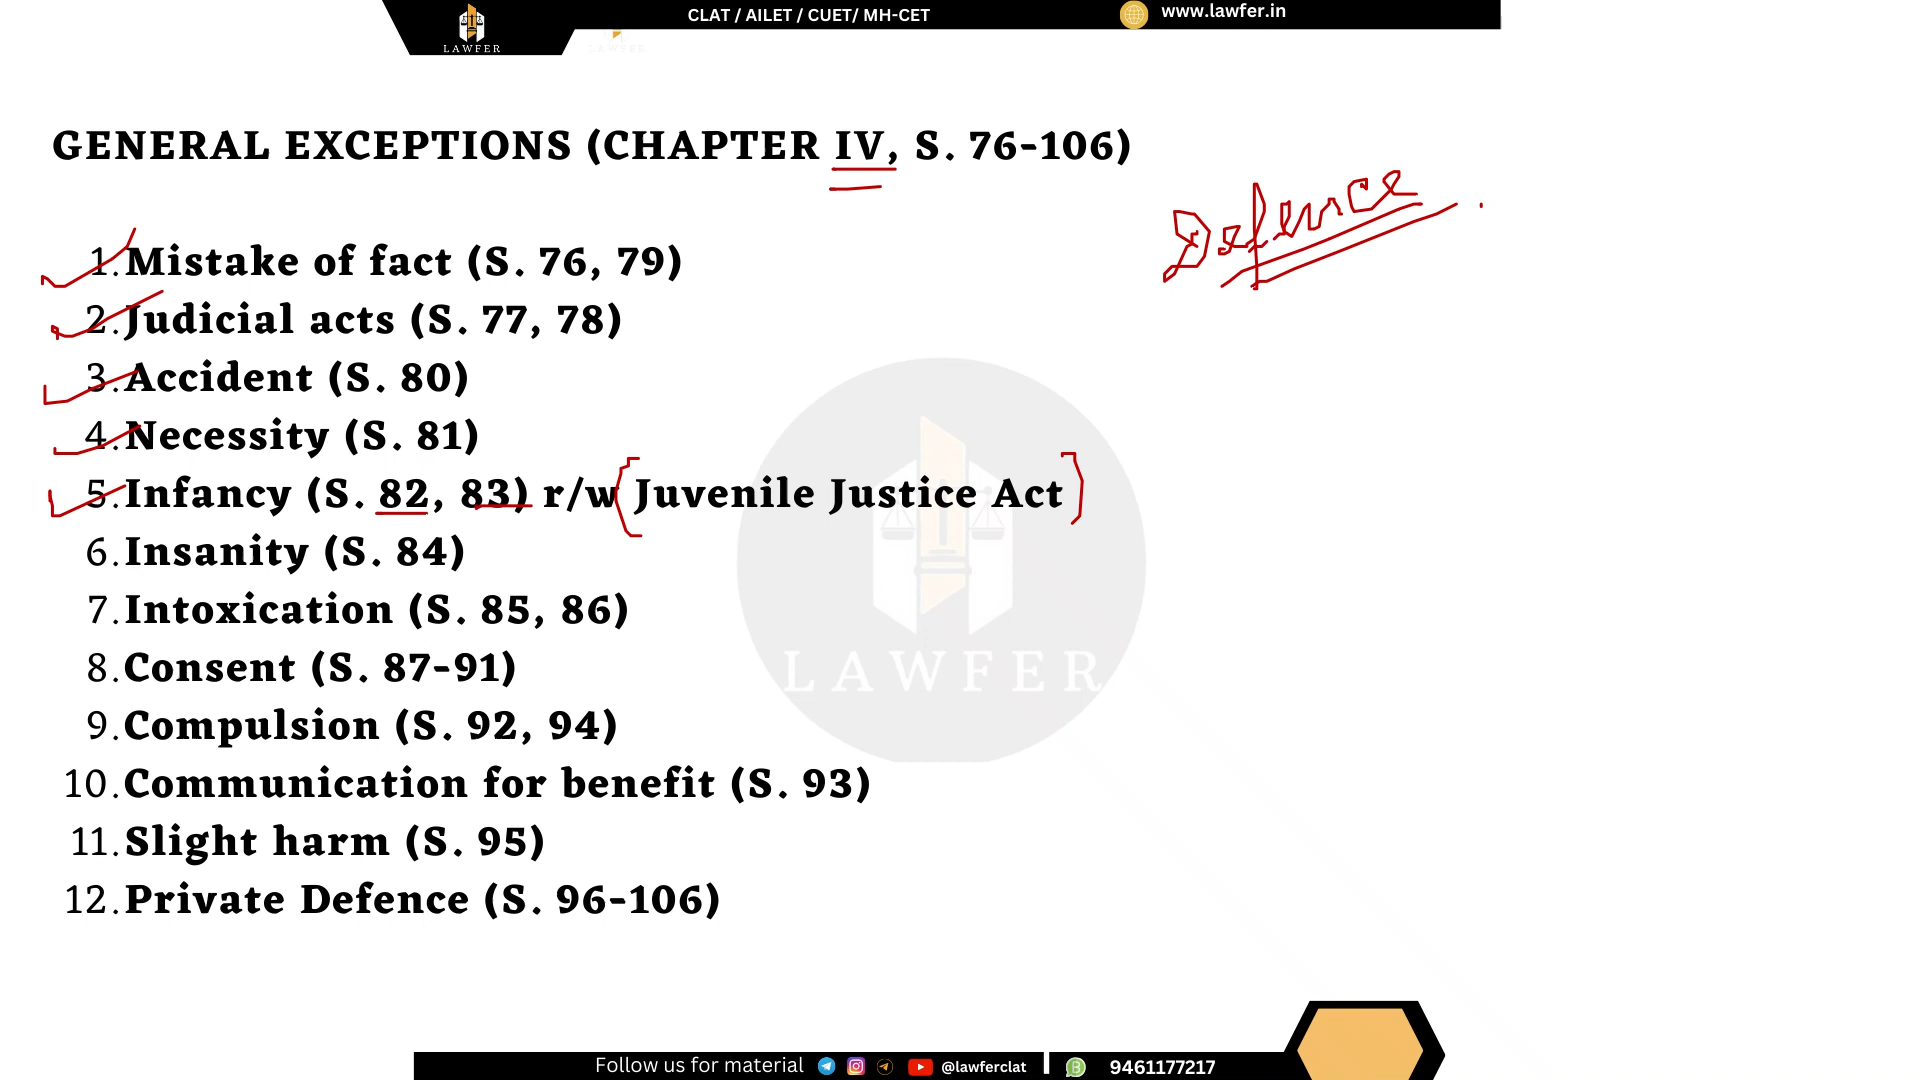 CLAT / AILET / CUET/ MH-CET
www.lawfer.in
LAWFER
LAWFER
GENERAL EXCEPTIONS (CHAPTER IV, S. 76-106)
Defence
1. Mistake of fact (S. 76, 79)
2. Judicial acts (S. 77, 78)
3. Accident (S. 80)
4. Necessity (S. 81)
5. Infancy (S. 82, 83) r/w Juvenile Justice Act
6. Insanity (S. 84)
7. Intoxication (S. 85, 86)
8. Consent (S. 87-91)
LAWFER
9. Compulsion (S. 92, 94)
10. Communication for benefit (S. 93)
11. Slight harm (S. 95)
12. Private Defence (S. 96-106)
Follow us for material @lawferclat 9461177217